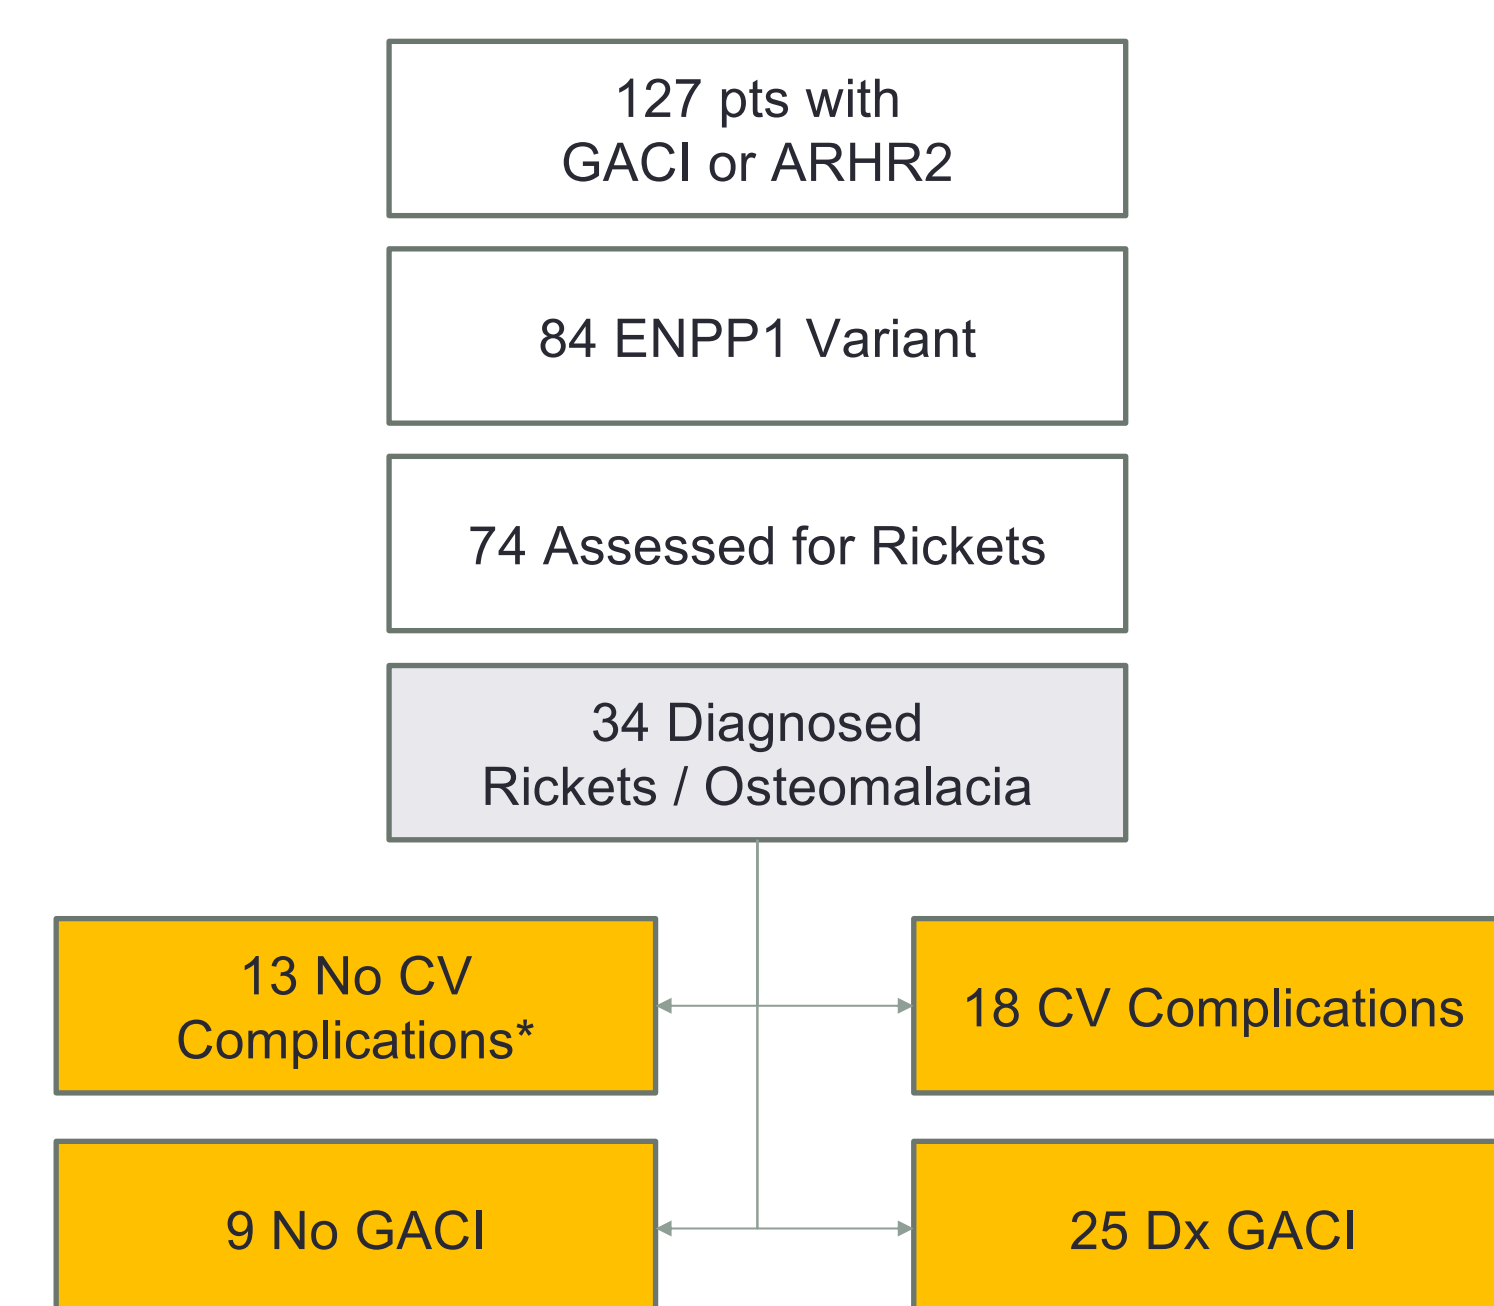 127 pts with
GACI or ARHR2
84 ENPP1 Variant
74 Assessed for Rickets
34 Diagnosed
Rickets / Osteomalacia
13 No CV
Complications*
18 CV Complications
9 No GACI
25 Dx GACI